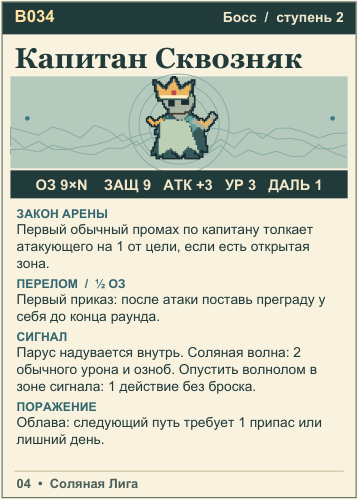 B034
Босс / ступень 2
Капитан Сквозняк
ОЗ 9×N ЗАЩ 9 АТК +3 УР 3 ДАЛЬ 1
ЗАКОН АРЕНЫ
Первый обычный промах по капитану толкает
атакующего на 1 от цели, если есть открытая
зона.
ПЕРЕЛОМ / ½ ОЗ
Первый приказ: после атаки поставь преграду у
себя до конца раунда.
СИГНАЛ
Парус надувается внутрь. Соляная волна: 2
обычного урона и озноб. Опустить волнолом в
зоне сигнала: 1 действие без броска.
ПОРАЖЕНИЕ
Облава: следующий путь требует 1 припас или
лишний день.
04 • Соляная Лига